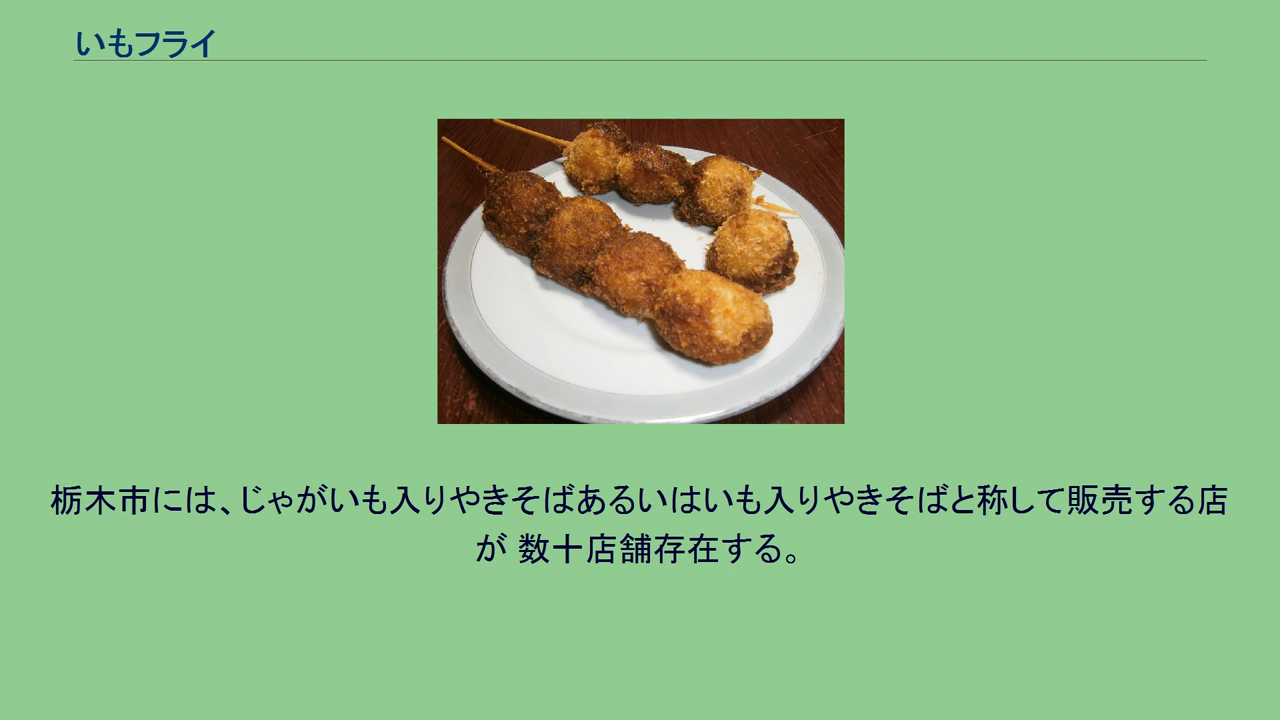 いもフライ
栃木市には、じゃがいも入りやきそばあるいはいも入りやきそばと称して販売する店
が 数十店舗存在する。